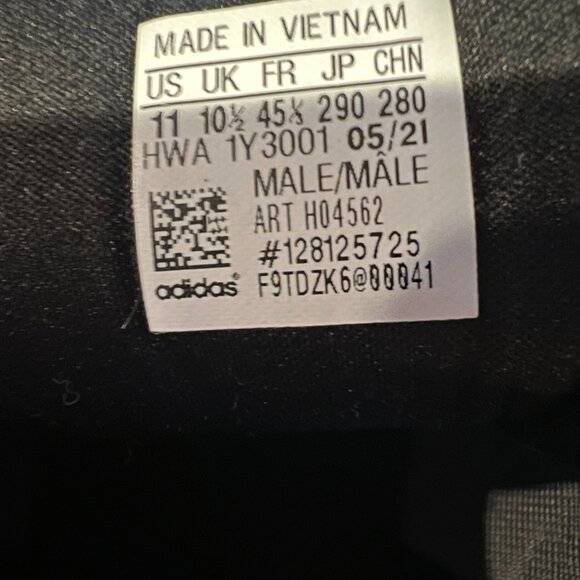 MADE IN VIETNAM
US UK FR JP CHN
11 10½ 45⅓ 290 280
HWA 1Y3001 05/21
MALE/MÂLE
ART H04562
#128125725
adidas® F9TDZK6@00041